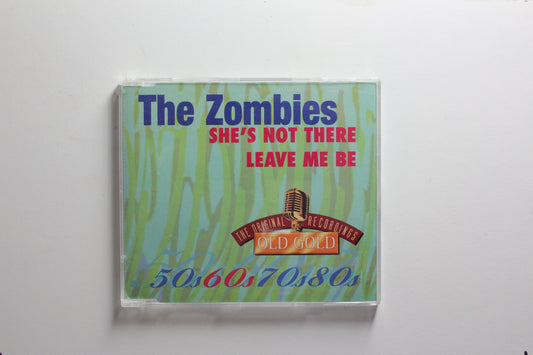 The Zombies
SHE'S NOT THERE
LEAVE ME BE
THE ORIGINAL RECORDINGS
OLD GOLD
50s60s70s80s